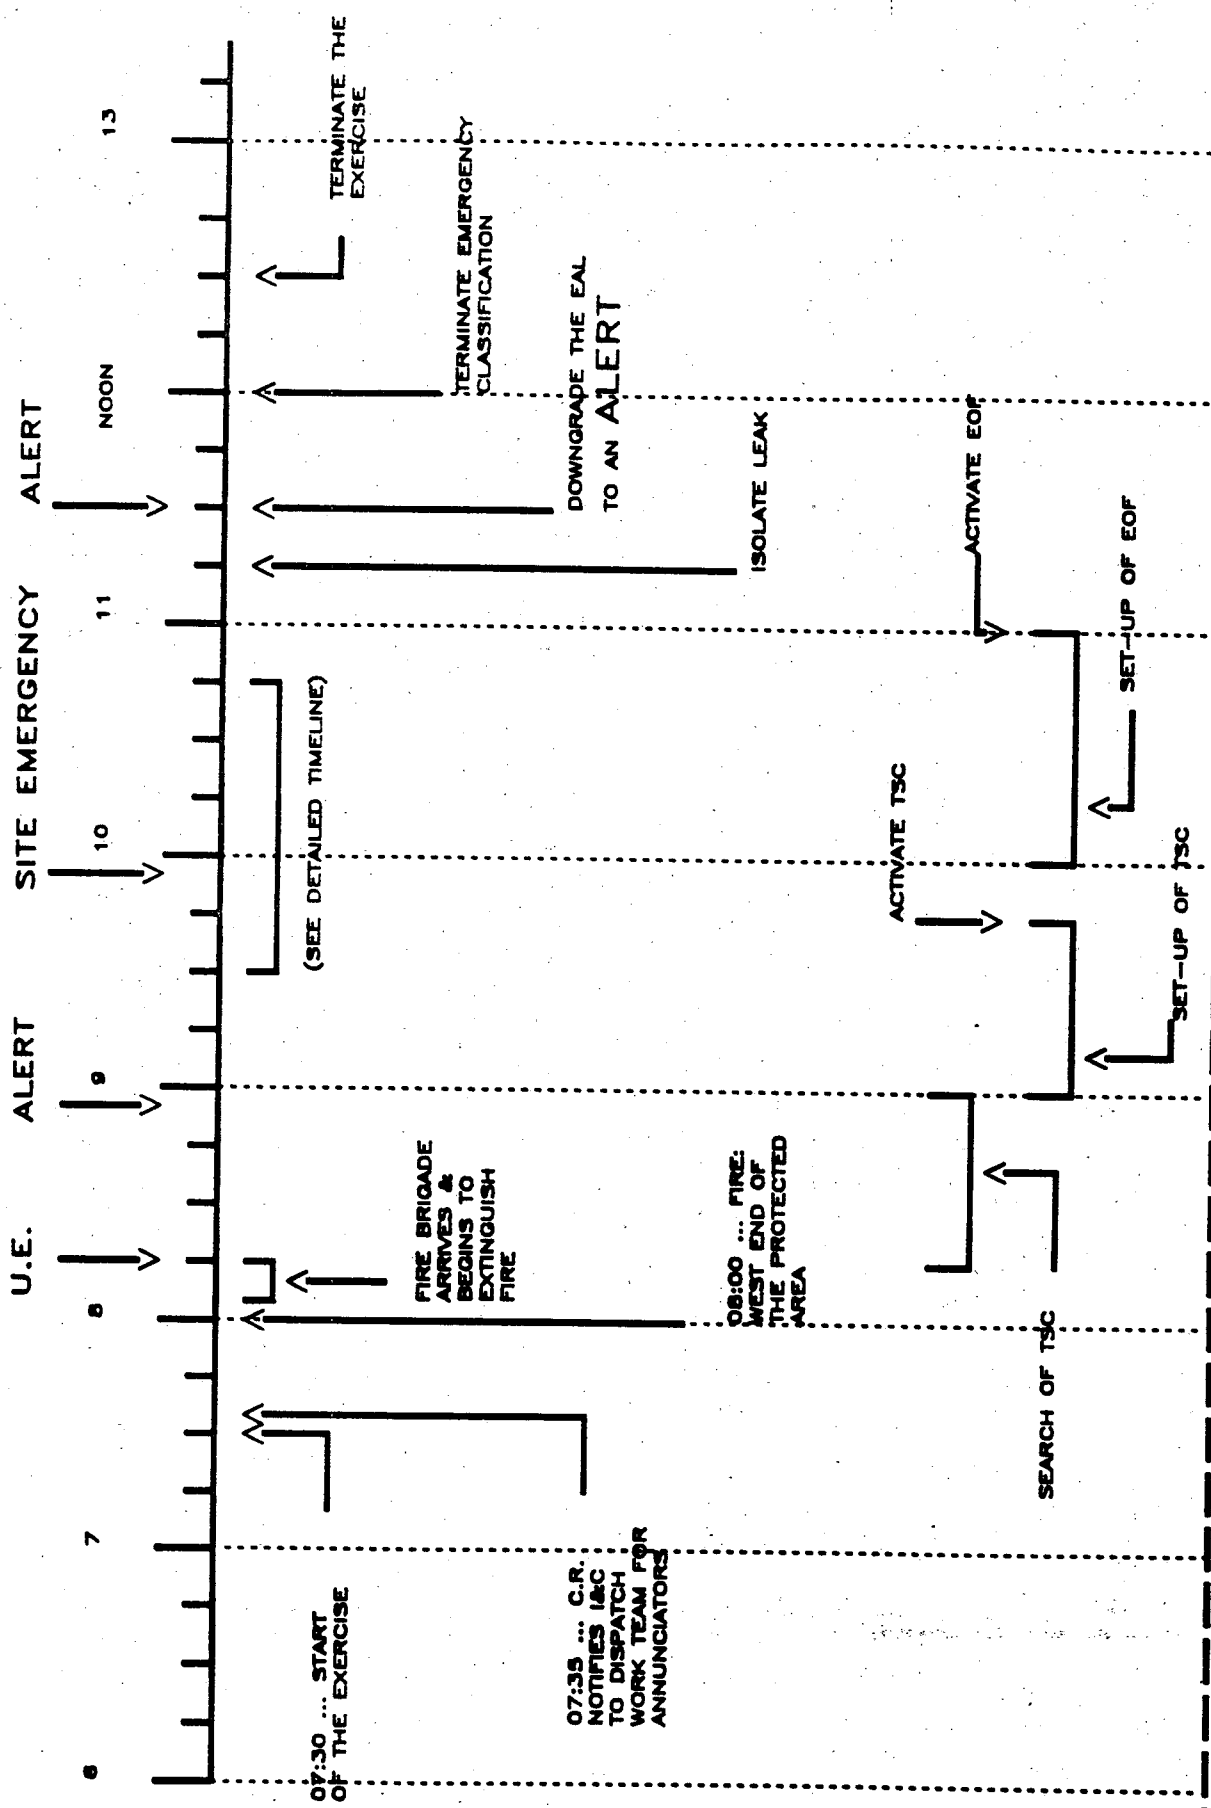 U.E.
ALERT
SITE EMERGENCY
ALERT
6
7
8
9
10
11
NOON
13
07:30 ... START
OF THE EXERCISE
07:35 ... C.R.
NOTIFIES I&C
TO DISPATCH
WORK TEAM FOR
ANNUNCIATORS
FIRE BRIGADE
ARRIVES &
BEGINS TO
EXTINQUISH
FIRE
08:00 ... FIRE:
WEST END OF
THE PROTECTED
AREA
SEARCH OF TSC
(SEE DETAILED TIMELINE)
ACTIVATE TSC
SET-UP OF TSC
ACTIVATE EOF
SET-UP OF EOF
ISOLATE LEAK
DOWNGRADE THE EAL
TO AN ALERT
TERMINATE EMERGENCY
CLASSIFICATION
TERMINATE THE
EXERCISE